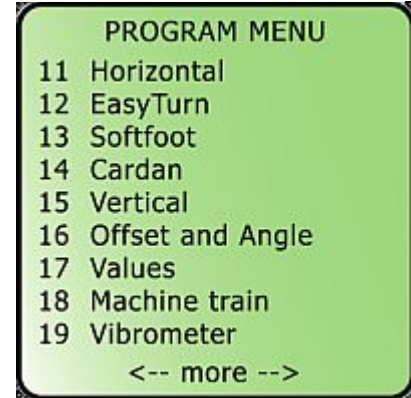 PROGRAM MENU
11 Horizontal
12 EasyTurn
13 Softfoot
14 Cardan
15 Vertical
16 Offset and Angle
17 Values
18 Machine train
19 Vibrometer
<-- more -->